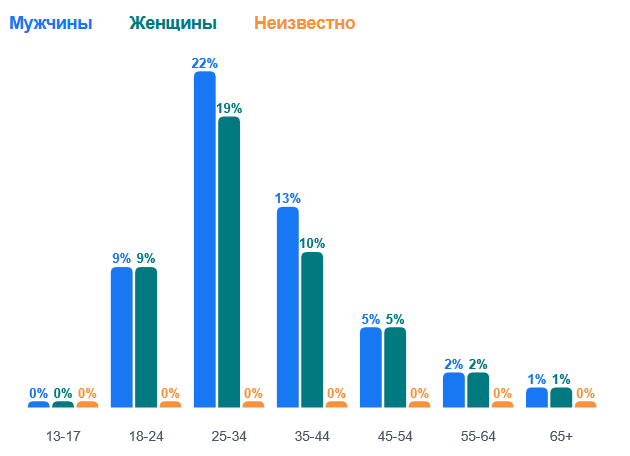 Мужчины Женщины Неизвестно
0% 0% 0% 9% 9% 0% 22% 19% 0% 13% 10% 0% 5% 5% 0% 2% 2% 0% 1% 1% 0%
13-17 18-24 25-34 35-44 45-54 55-64 65+